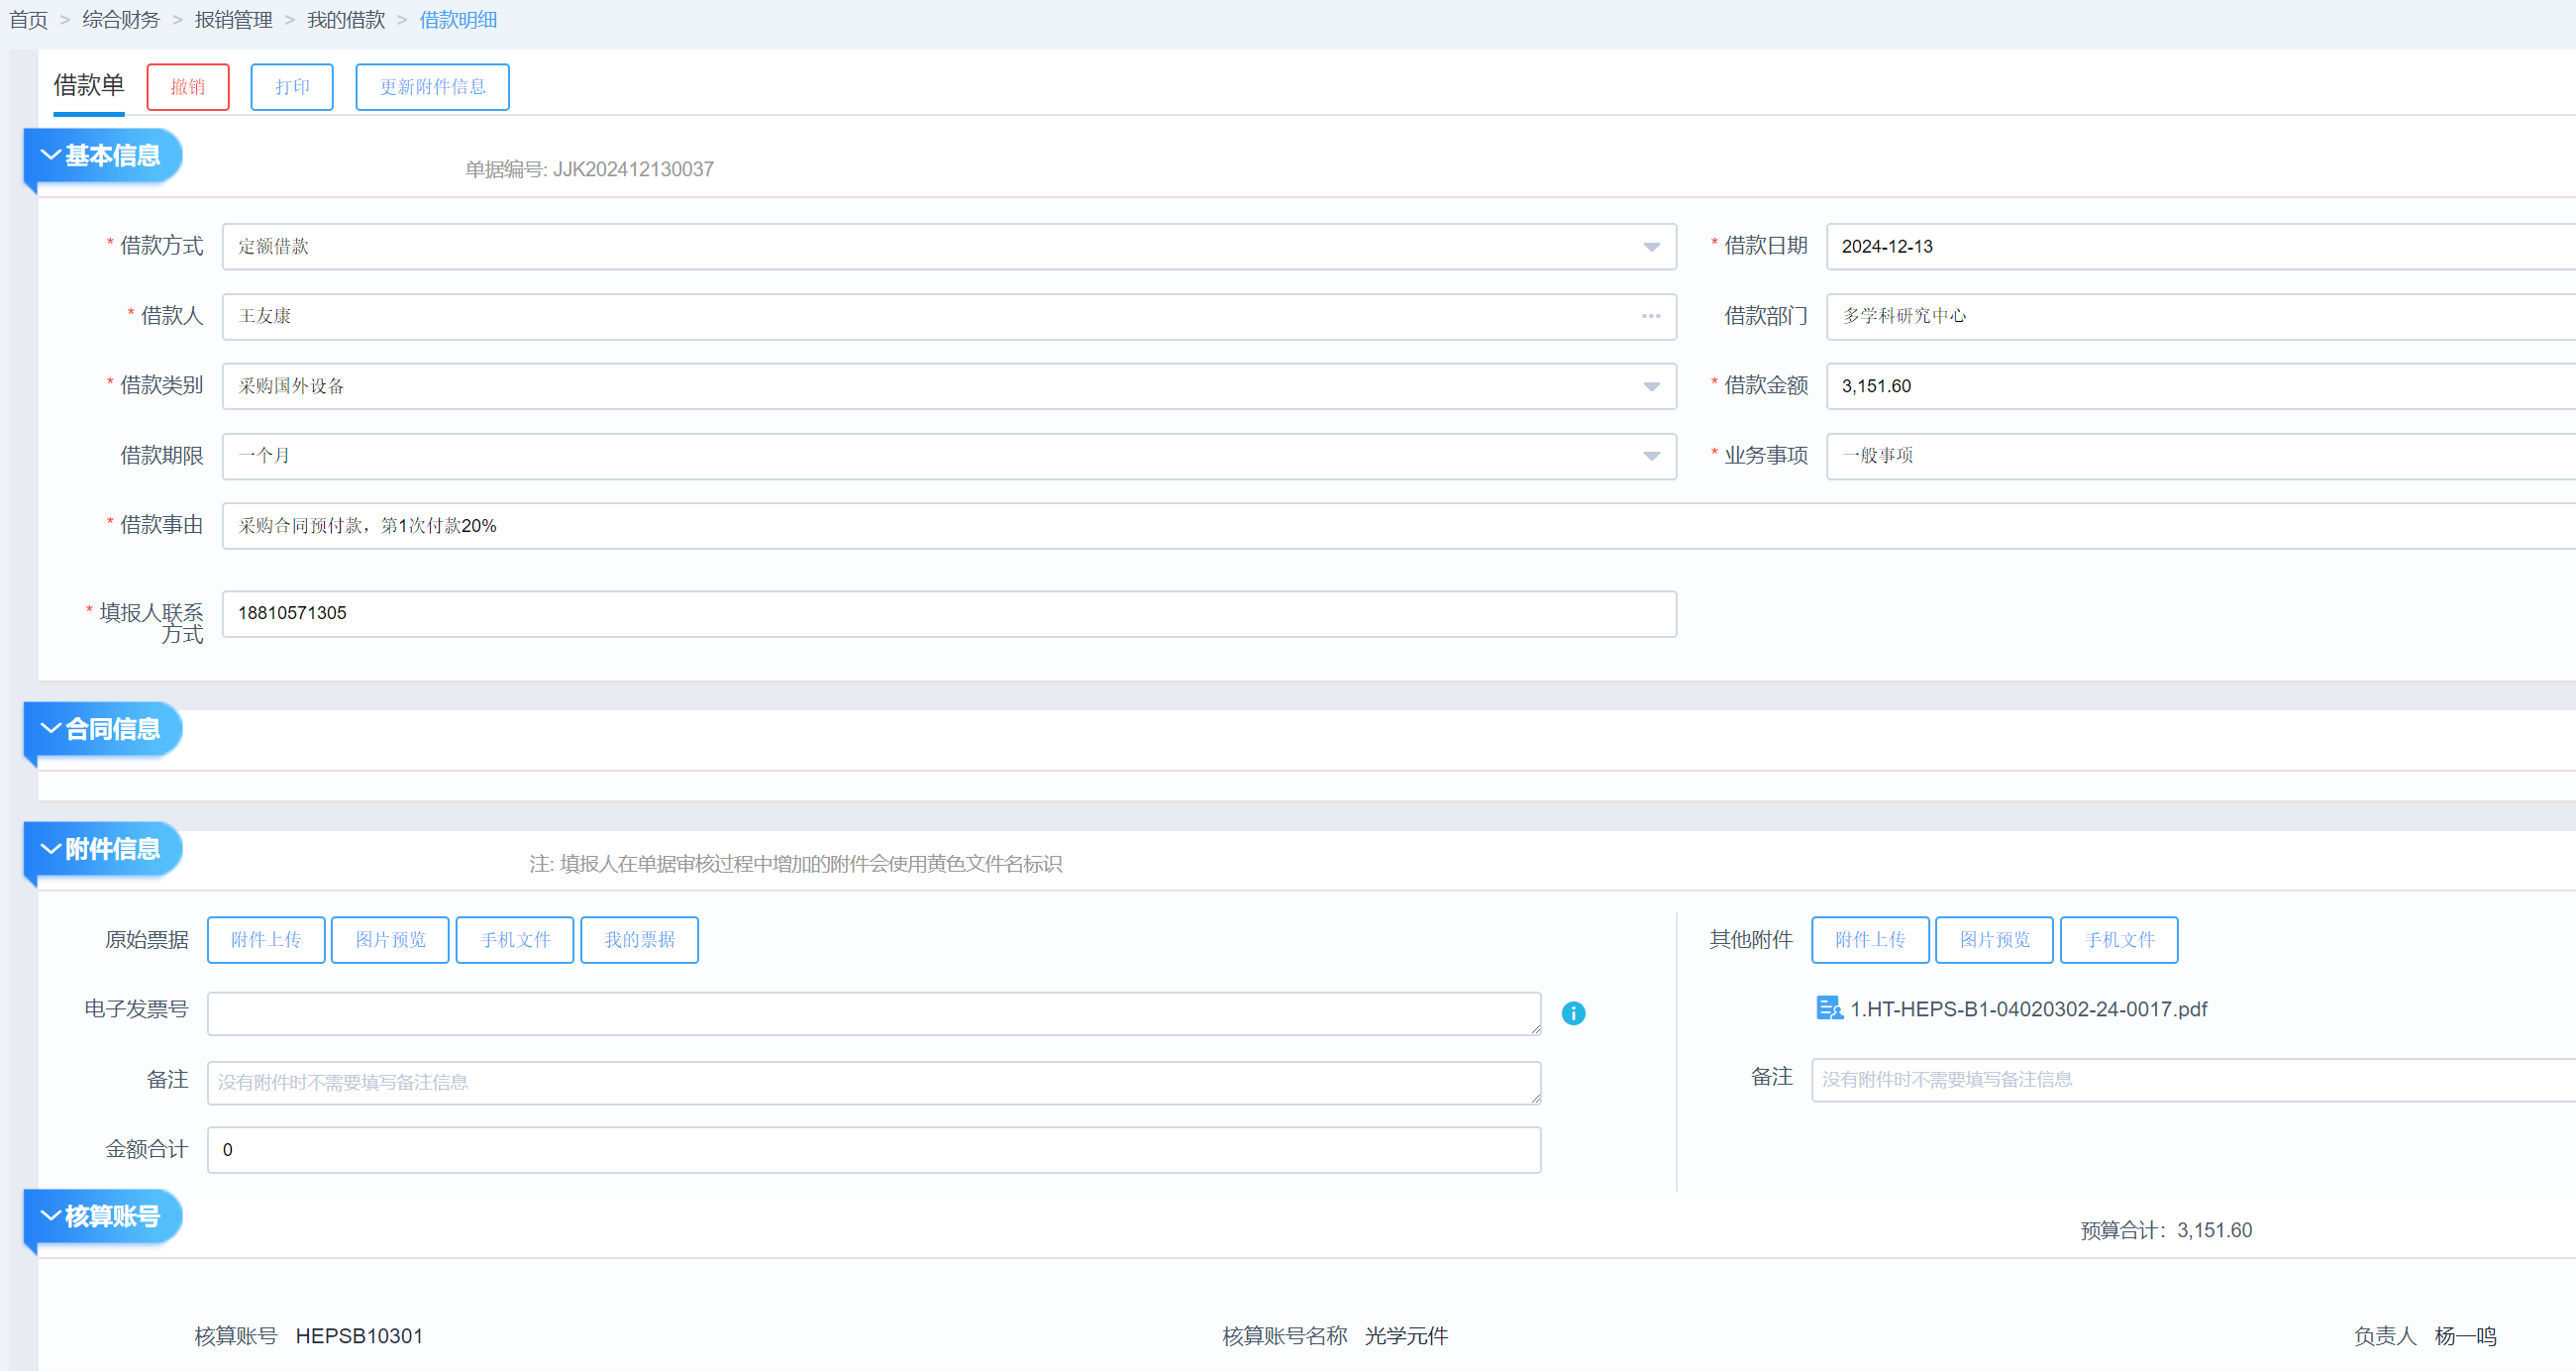 首页 > 综合财务 > 报销管理 > 我的借款 > 借款明细
借款单 撤销 打印 更新附件信息
基本信息 单据编号: JJK202412130037
* 借款方式 定额借款 * 借款日期 2024-12-13
* 借款人 王友康 ··· 借款部门 多学科研究中心
* 借款类别 采购国外设备 * 借款金额 3,151.60
借款期限 一个月 * 业务事项 一般事项
* 借款事由 采购合同预付款，第1次付款20%
* 填报人联系 18810571305
方式
合同信息
附件信息 注: 填报人在单据审核过程中增加的附件会使用黄色文件名标识
原始票据 附件上传 图片预览 手机文件 我的票据 其他附件 附件上传 图片预览 手机文件
电子发票号 1.HT-HEPS-B1-04020302-24-0017.pdf
备注 没有附件时不需要填写备注信息 备注 没有附件时不需要填写备注信息
金额合计 0
核算账号 预算合计：3,151.60
核算账号 HEPSB10301 核算账号名称 光学元件 负责人 杨一鸣